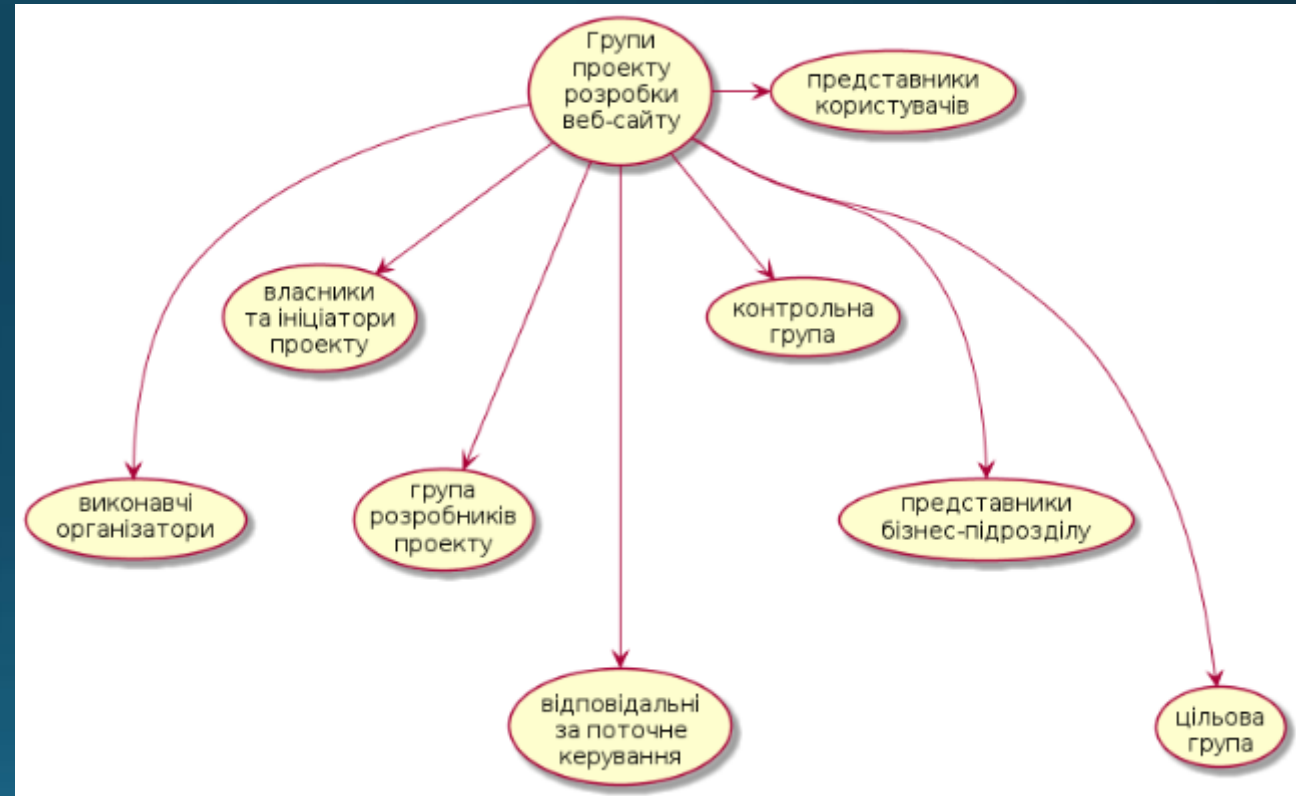 Групи
проекту
розробки
веб-сайту
представники
користувачів
власники
та ініціатори
проекту
контрольна
група
виконавчі
організатори
група
розробників
проекту
представники
бізнес-підрозділу
відповідальні
за поточне
керування
цільова
група